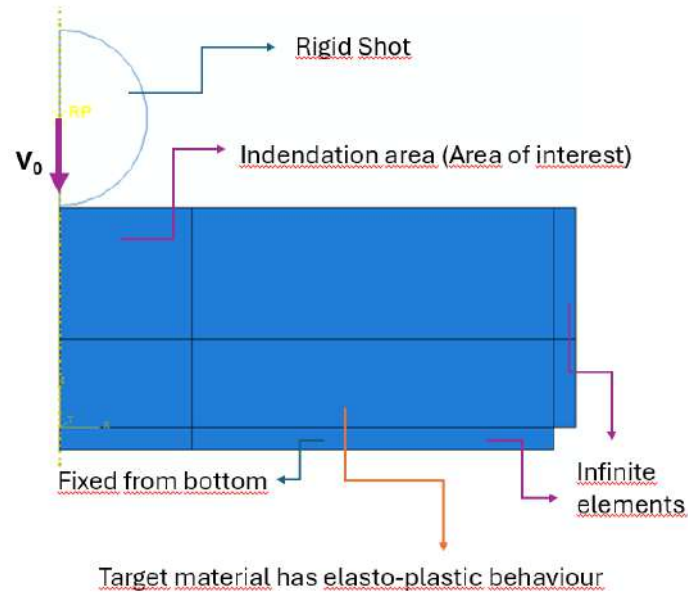 Rigid Shot
RP
V0
Indendation area (Area of interest)
Fixed from bottom
Infinite
elements
Target material has elasto-plastic behaviour